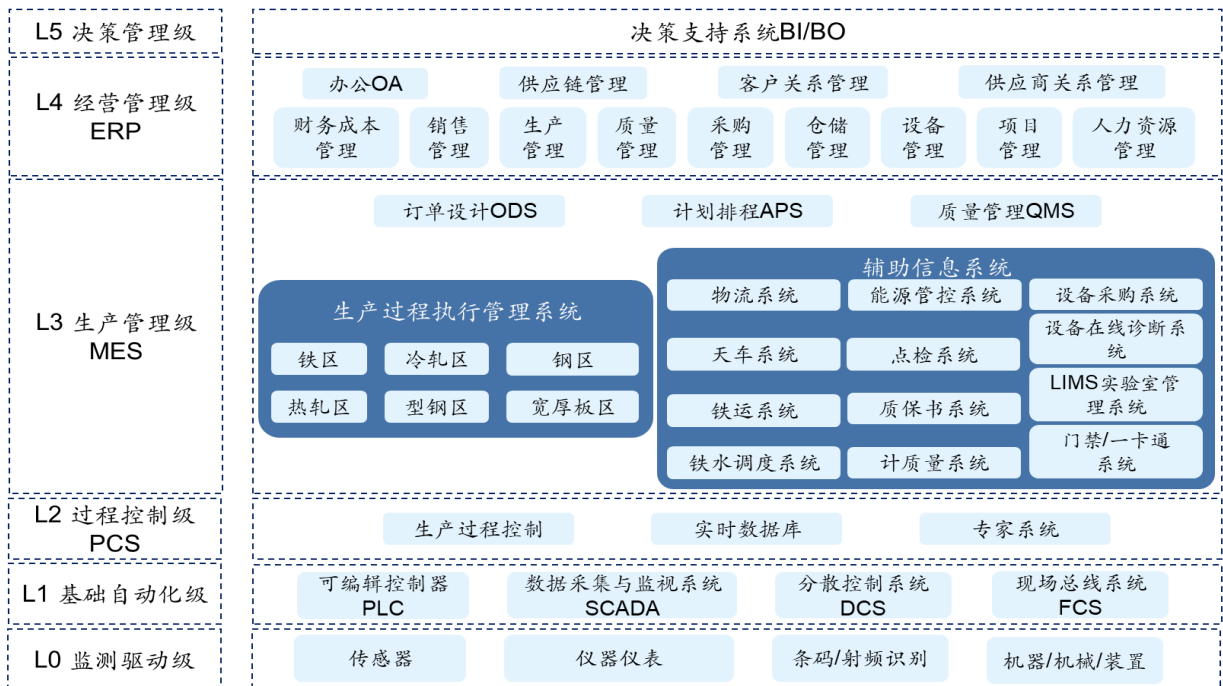 L5 决策管理级
决策支持系统BI/BO
L4 经营管理级
ERP
办公OA
供应链管理
客户关系管理
供应商关系管理
财务成本
管理
销售
管理
生产
管理
质量
管理
采购
管理
仓储
管理
设备
管理
项目
管理
人力资源
管理
L3 生产管理级
MES
订单设计ODS
计划排程APS
质量管理QMS
生产过程执行管理系统
铁区
冷轧区
钢区
热轧区
型钢区
宽厚板区
辅助信息系统
物流系统
能源管控系统
设备采购系统
天车系统
点检系统
设备在线诊断系
统
铁运系统
质保书系统
LIMS实验室管
理系统
铁水调度系统
计质量系统
门禁/一卡通
系统
L2 过程控制级
PCS
生产过程控制
实时数据库
专家系统
L1 基础自动化级
可编辑控制器
PLC
数据采集与监视系统
SCADA
分散控制系统
DCS
现场总线系统
FCS
L0 监测驱动级
传感器
仪器仪表
条码/射频识别
机器/机械/装置